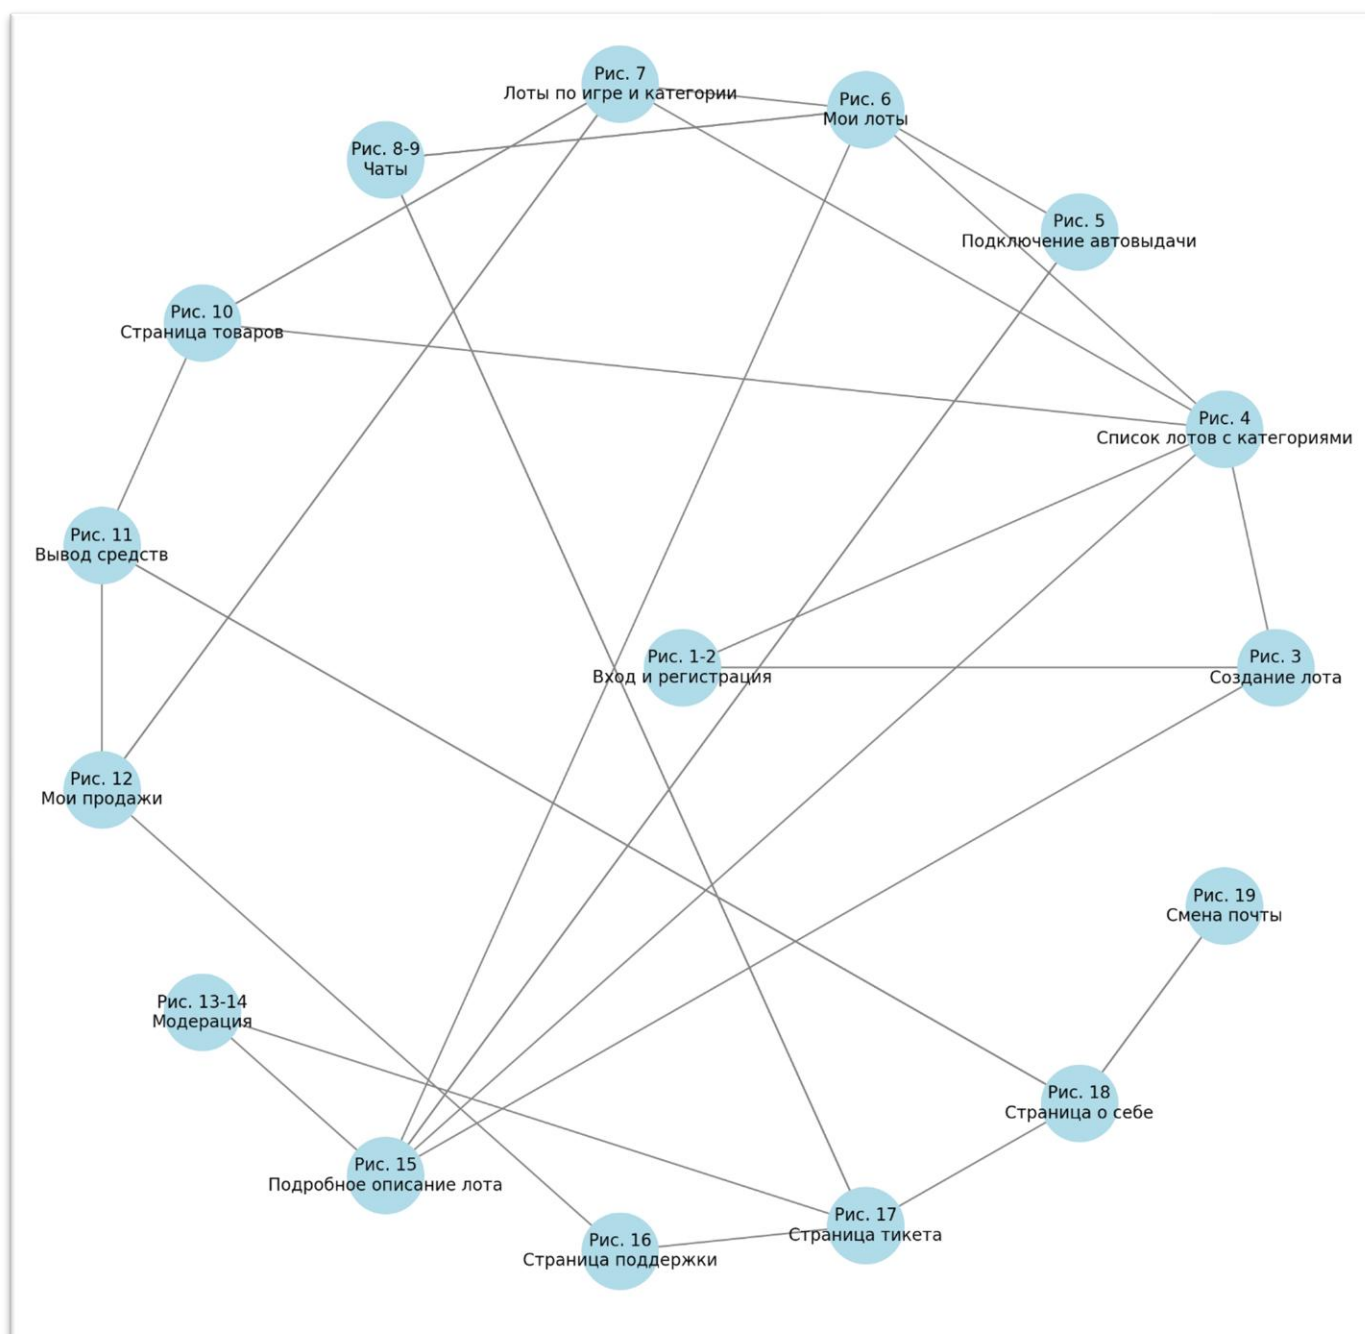 Рис. 7
Лоты по игре и категории
Рис. 6
Мои лоты
Рис. 8-9
Чаты
Рис. 5
Подключение автовыдачи
Рис. 10
Страница товаров
Рис. 4
Список лотов с категориями
Рис. 11
Вывод средств
Рис. 1-2
Вход и регистрация
Рис. 3
Создание лота
Рис. 12
Мои продажи
Рис. 19
Смена почты
Рис. 13-14
Модерация
Рис. 18
Страница о себе
Рис. 15
Подробное описание лота
Рис. 17
Страница тикета
Рис. 16
Страница поддержки